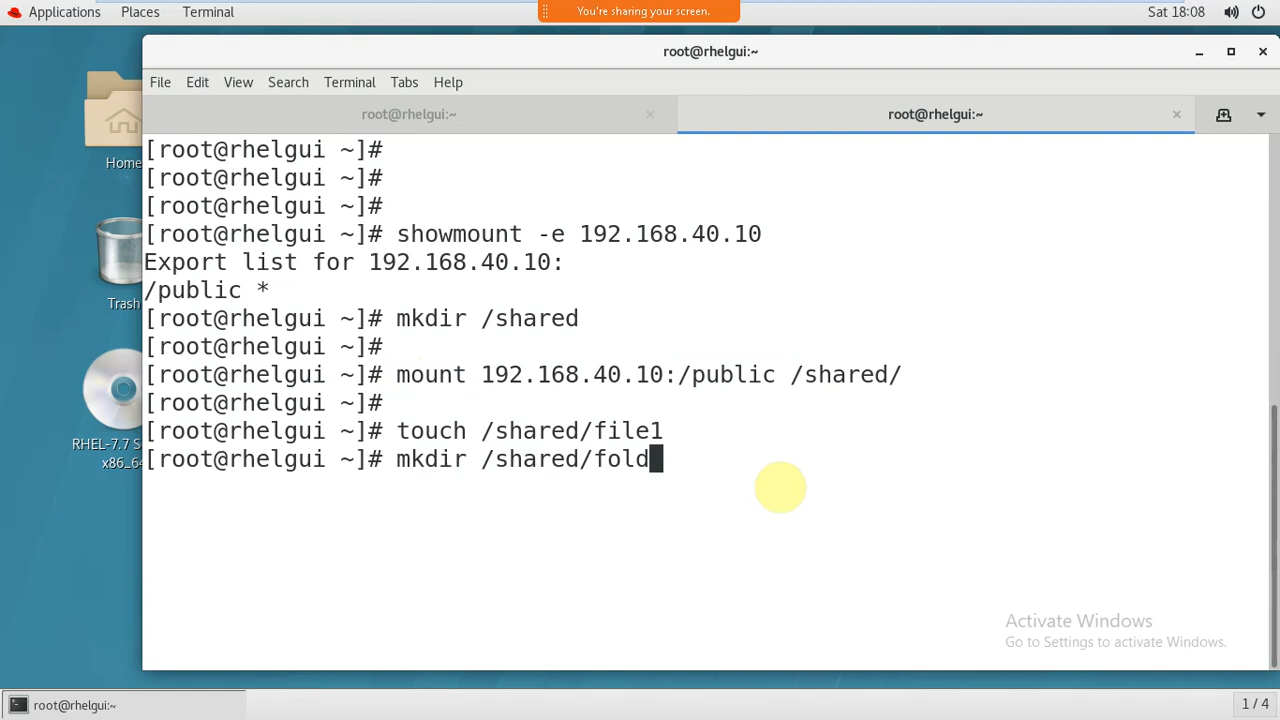 Applications Places Terminal
You're sharing your screen.
Sat 18:08
root@rhelgui:~
File Edit View Search Terminal Tabs Help
root@rhelgui:~
root@rhelgui:~
Home
Trash
RHEL-7.7 S
x86_64
[root@rhelgui ~]#
[root@rhelgui ~]#
[root@rhelgui ~]#
[root@rhelgui ~]# showmount -e 192.168.40.10
Export list for 192.168.40.10:
/public *
[root@rhelgui ~]# mkdir /shared
[root@rhelgui ~]#
[root@rhelgui ~]# mount 192.168.40.10:/public /shared/
[root@rhelgui ~]#
[root@rhelgui ~]# touch /shared/file1
[root@rhelgui ~]# mkdir /shared/fold
Activate Windows
Go to Settings to activate Windows.
root@rhelgui:~
1 / 4